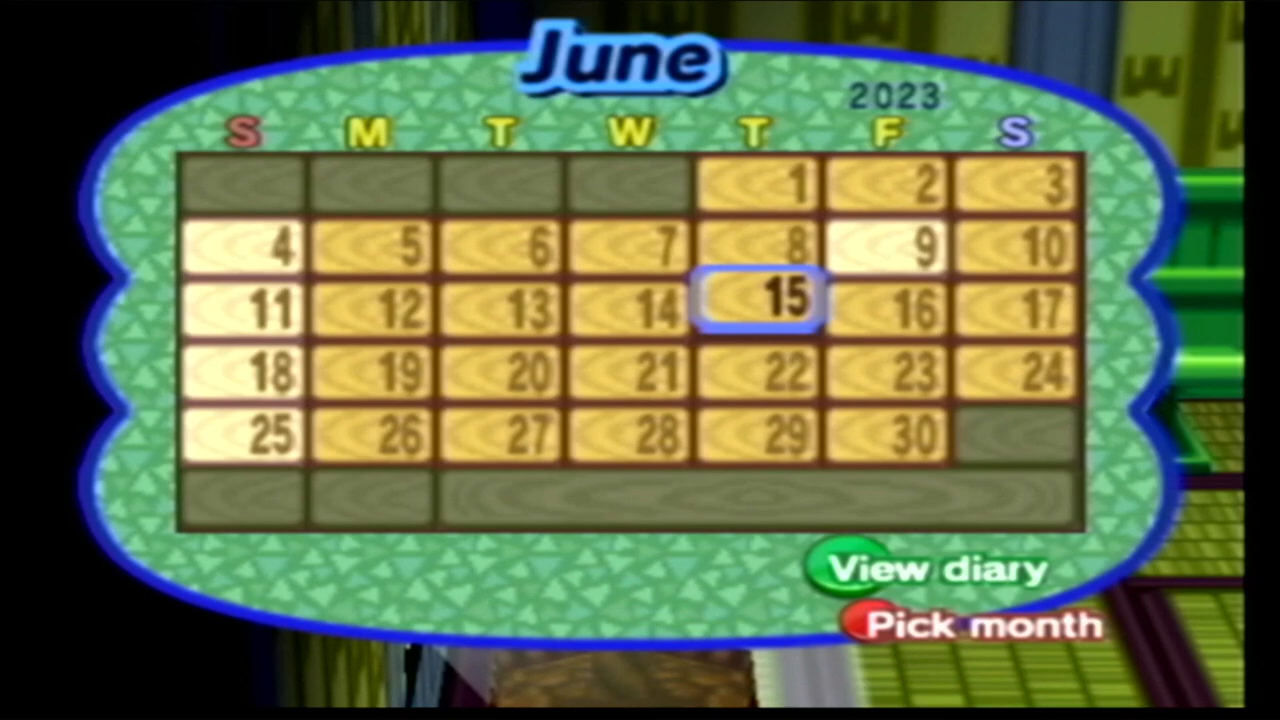 June
2023
S M T W T F S
1 2 3
4 5 6 7 8 9 10
11 12 13 14 15 16 17
18 19 20 21 22 23 24
25 26 27 28 29 30
View diary
Pick month